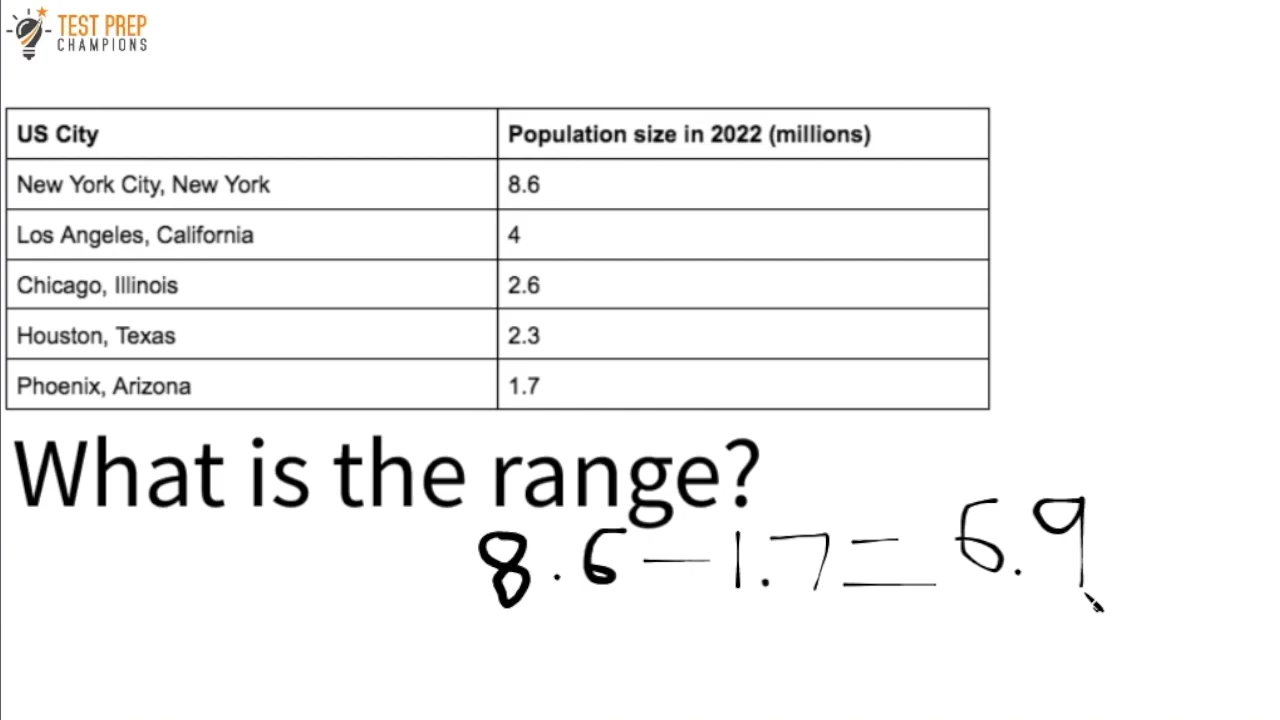 TEST PREP
CHAMPIONS
US City Population size in 2022 (millions)
New York City, New York 8.6
Los Angeles, California 4
Chicago, Illinois 2.6
Houston, Texas 2.3
Phoenix, Arizona 1.7
What is the range?
8.6-1.7=6.9